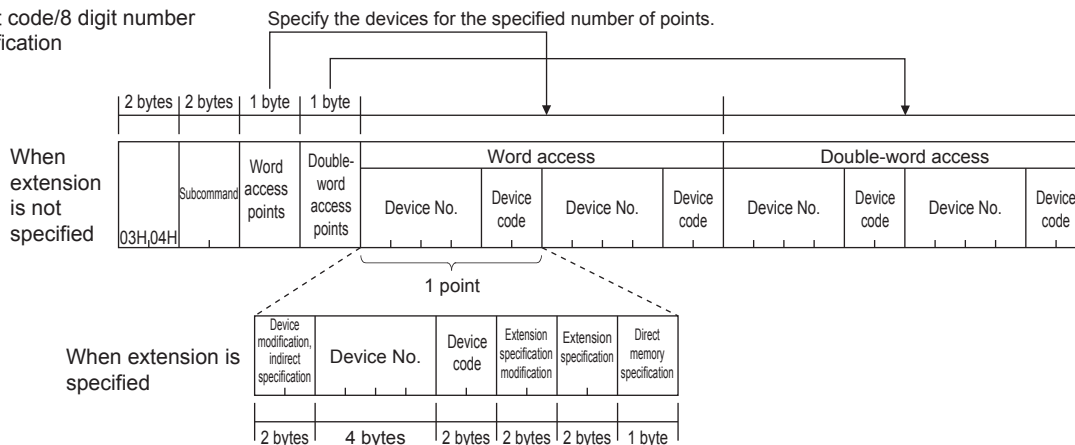 t code/8 digit number
fication
Specify the devices for the specified number of points.
2 bytes 2 bytes 1 byte 1 byte
When
extension
is not
specified
03H 04H
Subcommand
Word
access
points
Double-
word
access
points
Word access
Double-word access
Device No.
Device
code
Device No.
Device
code
Device No.
Device
code
Device No.
Device
code
1 point
When extension is
specified
Device
modification,
indirect
specification
Device No.
Device
code
Extension
specification
modification
Extension
specification
Direct
memory
specification
2 bytes 4 bytes 2 bytes 2 bytes 2 bytes 1 byte